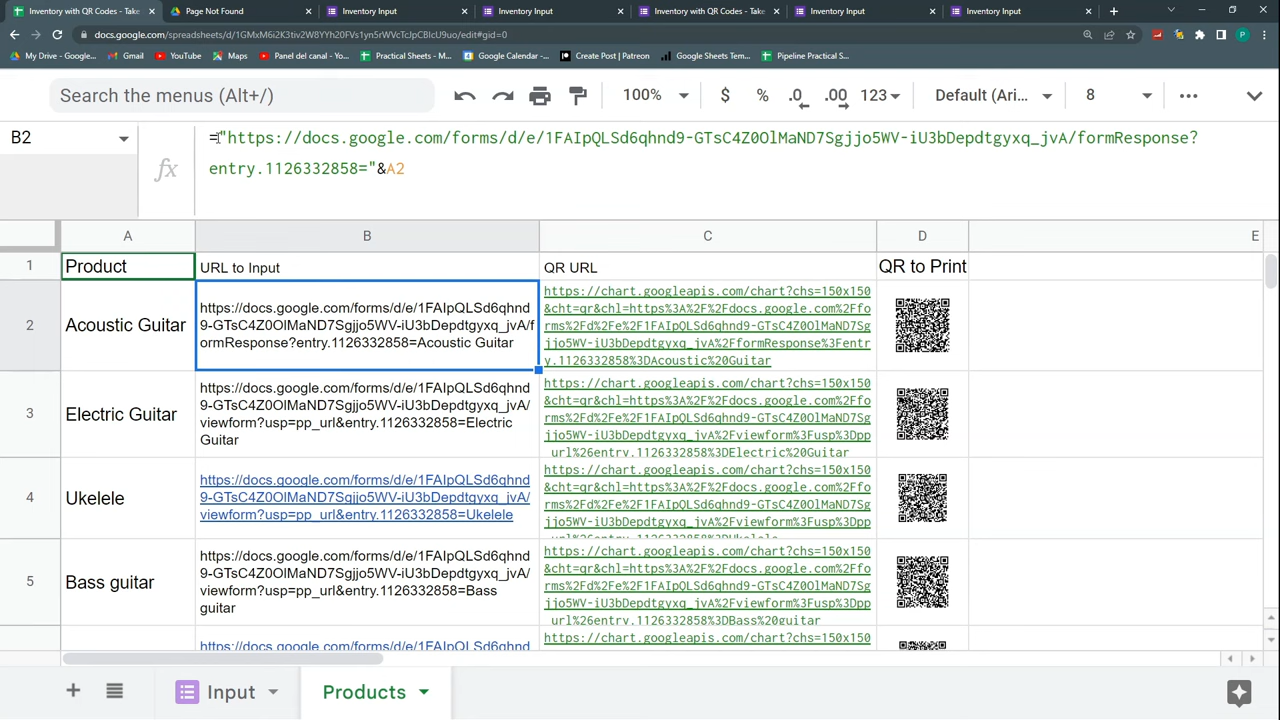 Inventory with QR Codes - Take
Page Not Found
Inventory Input
Inventory Input
Inventory with QR Codes - Take
Inventory Input
Inventory Input
My Drive - Google...
Gmail
YouTube
Maps
Panel del canal - Yo...
Practical Sheets - M...
Google Calendar -...
Create Post | Patreon
Google Sheets Tem...
Pipeline Practical S...
Search the menus (Alt+/)
100%
$
%
.0
.00
123
Default (Ari...
8
B2
fx
="https://docs.google.com/forms/d/e/1FAIpQLSd6qhnd9-GTsC4Z0OlMaND7Sgjjo5WV-iU3bDepdtgyxq_jvA/formResponse?
entry.1126332858="&A2
A
B
C
D
E
1
Product
URL to Input
QR URL
QR to Print
2
Acoustic Guitar
https://docs.google.com/forms/d/e/1FAIpQLSd6qhnd
9-GTsC4Z0OlMaND7Sgjjo5WV-iU3bDepdtgyxq_jvA/f
ormResponse?entry.1126332858=Acoustic Guitar
https://chart.googleapis.com/chart?chs=150x150
&cht=qr&chl=https%3A%2F%2Fdocs.google.com%2Ffo
rms%2Fd%2Fe%2F1FAIpQLSd6qhnd9-GTsC4Z0OlMaND7Sg
jjo5WV-iU3bDepdtgyxq_jvA%2FformResponse%3Fentr
y.1126332858%3DAcoustic%20Guitar
3
Electric Guitar
https://docs.google.com/forms/d/e/1FAIpQLSd6qhnd
9-GTsC4Z0OlMaND7Sgjjo5WV-iU3bDepdtgyxq_jvA/
viewform?usp=pp_url&entry.1126332858=Electric
Guitar
https://chart.googleapis.com/chart?chs=150x150
&cht=qr&chl=https%3A%2F%2Fdocs.google.com%2Ffo
rms%2Fd%2Fe%2F1FAIpQLSd6qhnd9-GTsC4Z0OlMaND7Sg
jjo5WV-iU3bDepdtgyxq_jvA%2Fviewform%3Fusp%3Dpp
_url%26entry.1126332858%3DElectric%20Guitar
4
Ukelele
https://docs.google.com/forms/d/e/1FAIpQLSd6qhnd
9-GTsC4Z0OlMaND7Sgjjo5WV-iU3bDepdtgyxq_jvA/
viewform?usp=pp_url&entry.1126332858=Ukelele
https://chart.googleapis.com/chart?chs=150x150
&cht=qr&chl=https%3A%2F%2Fdocs.google.com%2Ffo
rms%2Fd%2Fe%2F1FAIpQLSd6qhnd9-GTsC4Z0OlMaND7Sg
jjo5WV-iU3bDepdtgyxq_jvA%2Fviewform%3Fusp%3Dpp
5
Bass guitar
https://docs.google.com/forms/d/e/1FAIpQLSd6qhnd
9-GTsC4Z0OlMaND7Sgjjo5WV-iU3bDepdtgyxq_jvA/
viewform?usp=pp_url&entry.1126332858=Bass
guitar
https://chart.googleapis.com/chart?chs=150x150
&cht=qr&chl=https%3A%2F%2Fdocs.google.com%2Ffo
rms%2Fd%2Fe%2F1FAIpQLSd6qhnd9-GTsC4Z0OlMaND7Sg
jjo5WV-iU3bDepdtgyxq_jvA%2Fviewform%3Fusp%3Dpp
_url%26entry.1126332858%3DBass%20guitar
https://docs.google.com/forms/d/e/1FAIpQLSd6qhnd
https://chart.googleapis.com/chart?chs=150x150
Input
Products